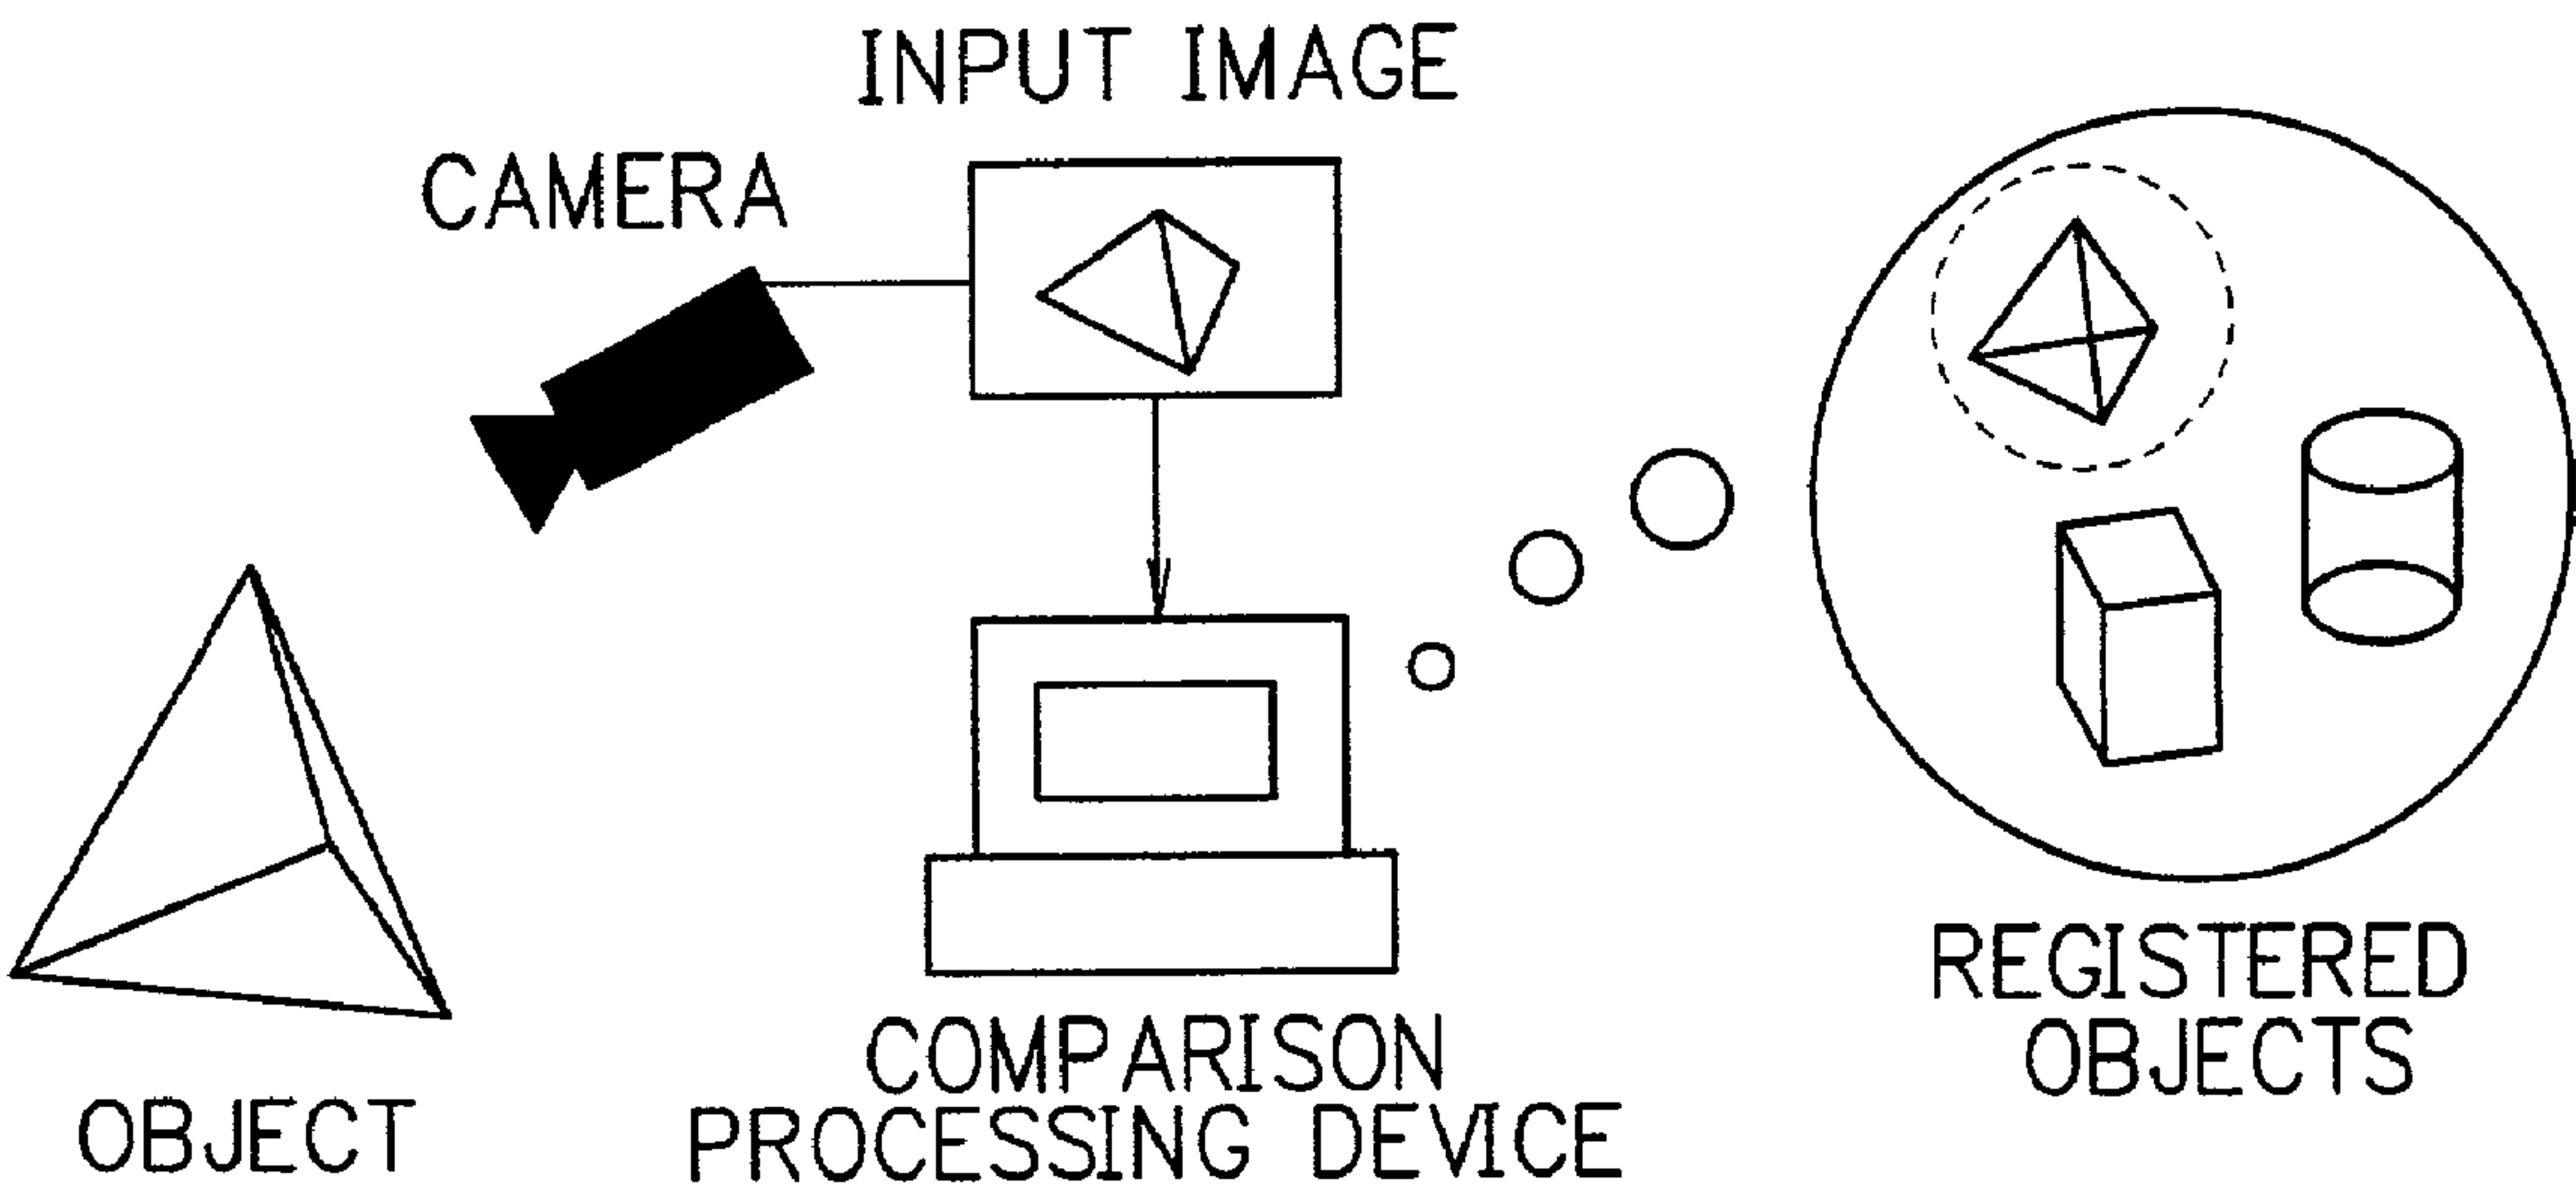 INPUT IMAGE
CAMERA
OBJECT
COMPARISON
PROCESSING DEVICE
REGISTERED
OBJECTS